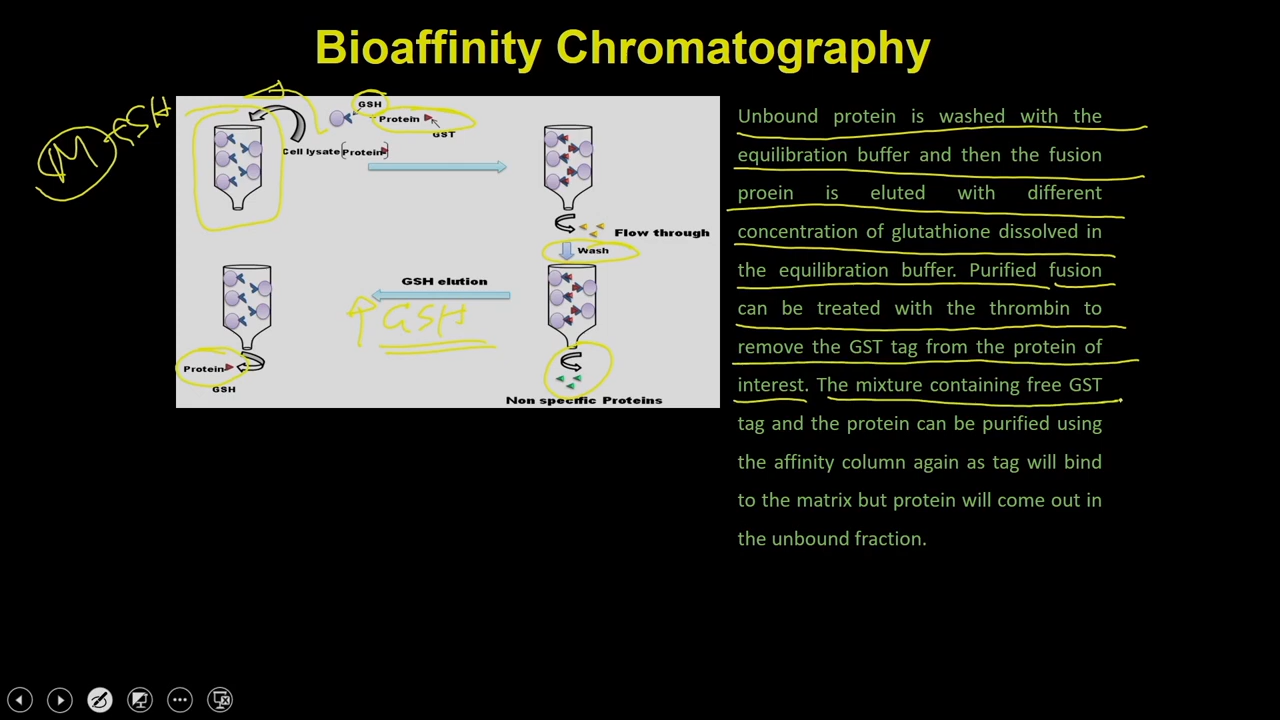 Bioaffinity Chromatography
M-GSH
GSH
Protein
GST
Cell lysate [Protein]
Flow through
Wash
GSH elution
GSH
Protein
GSH
Non specific Proteins
Unbound protein is washed with the
equilibration buffer and then the fusion
proein is eluted with different
concentration of glutathione dissolved in
the equilibration buffer. Purified fusion
can be treated with the thrombin to
remove the GST tag from the protein of
interest. The mixture containing free GST
tag and the protein can be purified using
the affinity column again as tag will bind
to the matrix but protein will come out in
the unbound fraction.